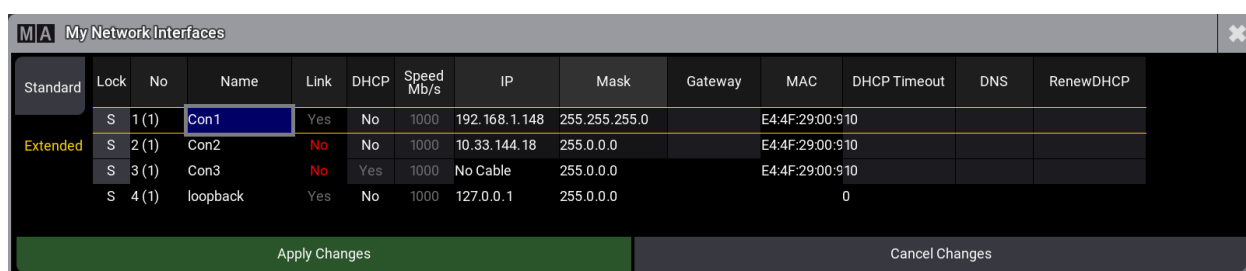 MA My Network Interfaces
Standard Lock No Name Link DHCP Speed Mb/s IP Mask Gateway MAC DHCP Timeout DNS RenewDHCP
S 1 (1) Con1 Yes No 1000 192.168.1.148 255.255.255.0 E4:4F:29:00:9 10
Extended S 2 (1) Con2 No No 1000 10.33.144.18 255.0.0.0 E4:4F:29:00:9 10
S 3 (1) Con3 No Yes 1000 No Cable 255.0.0.0 E4:4F:29:00:9 10
S 4 (1) loopback Yes No 1000 127.0.0.1 255.0.0.0 0
Apply Changes Cancel Changes